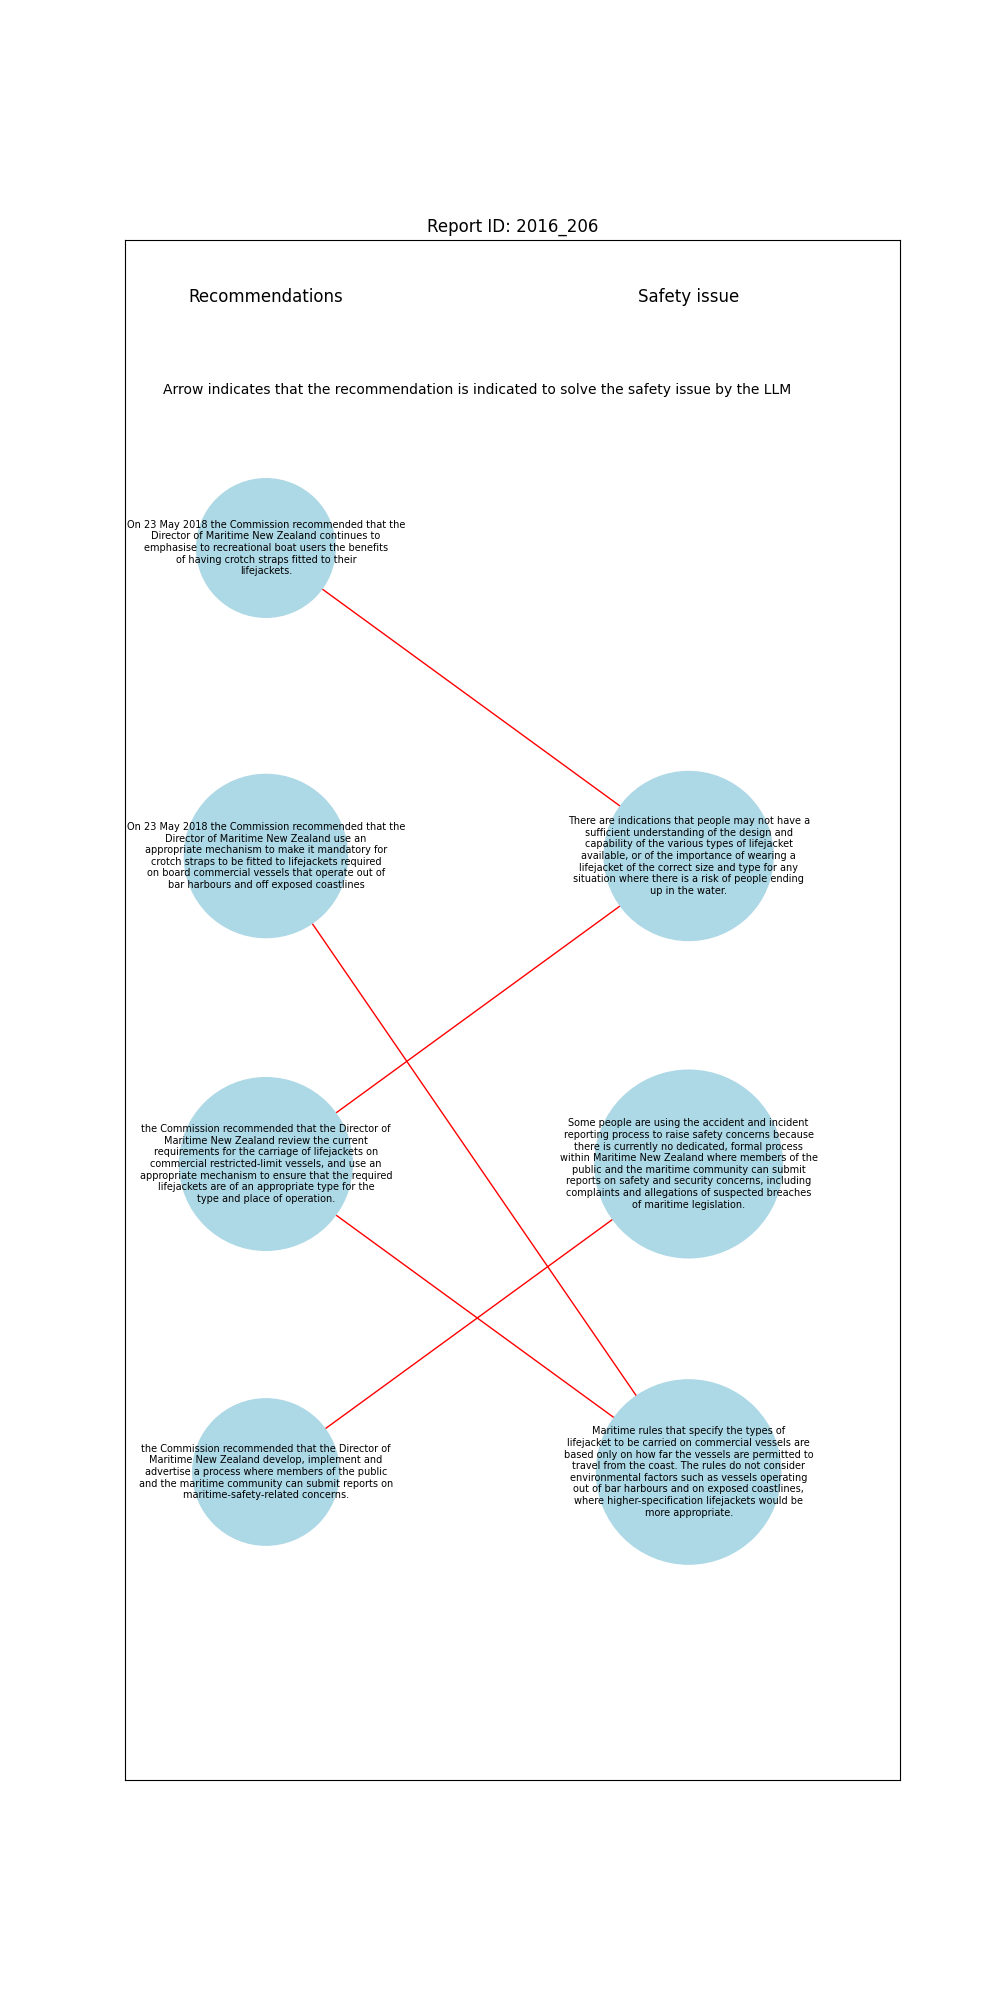 Report ID: 2016_206
Recommendations
Safety issue
Arrow indicates that the recommendation is indicated to solve the safety issue by the LLM
On 23 May 2018 the Commission recommended that the
Director of Maritime New Zealand continues to
emphasise to recreational boat users the benefits
of having crotch straps fitted to their
lifejackets.
On 23 May 2018 the Commission recommended that the
Director of Maritime New Zealand use an
appropriate mechanism to make it mandatory for
crotch straps to be fitted to lifejackets required
on board commercial vessels that operate out of
bar harbours and off exposed coastlines
There are indications that people may not have a
sufficient understanding of the design and
capability of the various types of lifejacket
available, or of the importance of wearing a
lifejacket of the correct size and type for any
situation where there is a risk of people ending
up in the water.
the Commission recommended that the Director of
Maritime New Zealand review the current
requirements for the carriage of lifejackets on
commercial restricted-limit vessels, and use an
appropriate mechanism to ensure that the required
lifejackets are of an appropriate type for the
type and place of operation.
Some people are using the accident and incident
reporting process to raise safety concerns because
there is currently no dedicated, formal process
within Maritime New Zealand where members of the
public and the maritime community can submit
reports on safety and security concerns, including
complaints and allegations of suspected breaches
of maritime legislation.
the Commission recommended that the Director of
Maritime New Zealand develop, implement and
advertise a process where members of the public
and the maritime community can submit reports on
maritime-safety-related concerns.
Maritime rules that specify the types of
lifejacket to be carried on commercial vessels are
based only on how far the vessels are permitted to
travel from the coast. The rules do not consider
environmental factors such as vessels operating
out of bar harbours and on exposed coastlines,
where higher-specification lifejackets would be
more appropriate.